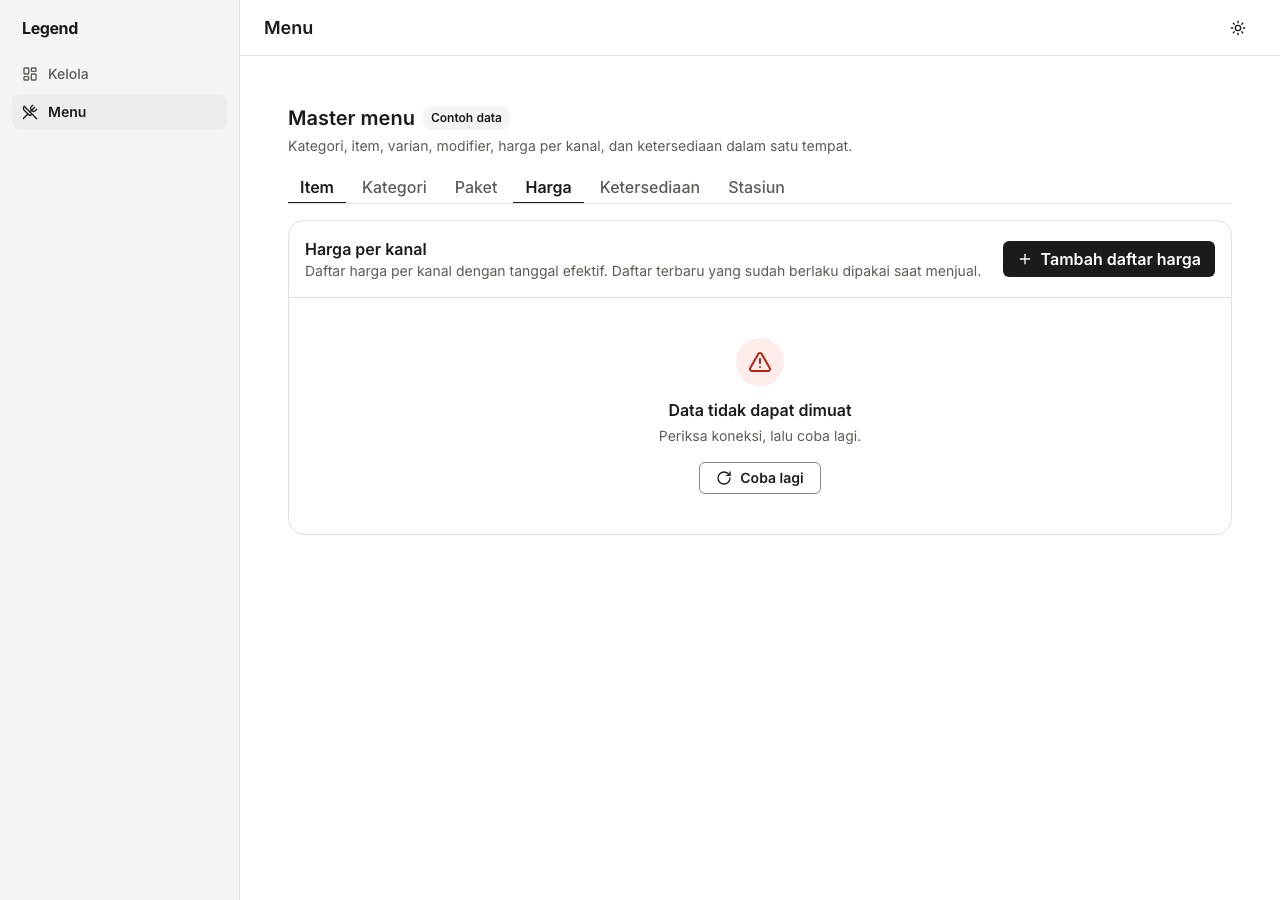 Legend
Kelola
Menu
Menu
Master menu
Contoh data
Kategori, item, varian, modifier, harga per kanal, dan ketersediaan dalam satu tempat.
Item
Kategori
Paket
Harga
Ketersediaan
Stasiun
Harga per kanal
Daftar harga per kanal dengan tanggal efektif. Daftar terbaru yang sudah berlaku dipakai saat menjual.
Tambah daftar harga
Data tidak dapat dimuat
Periksa koneksi, lalu coba lagi.
Coba lagi